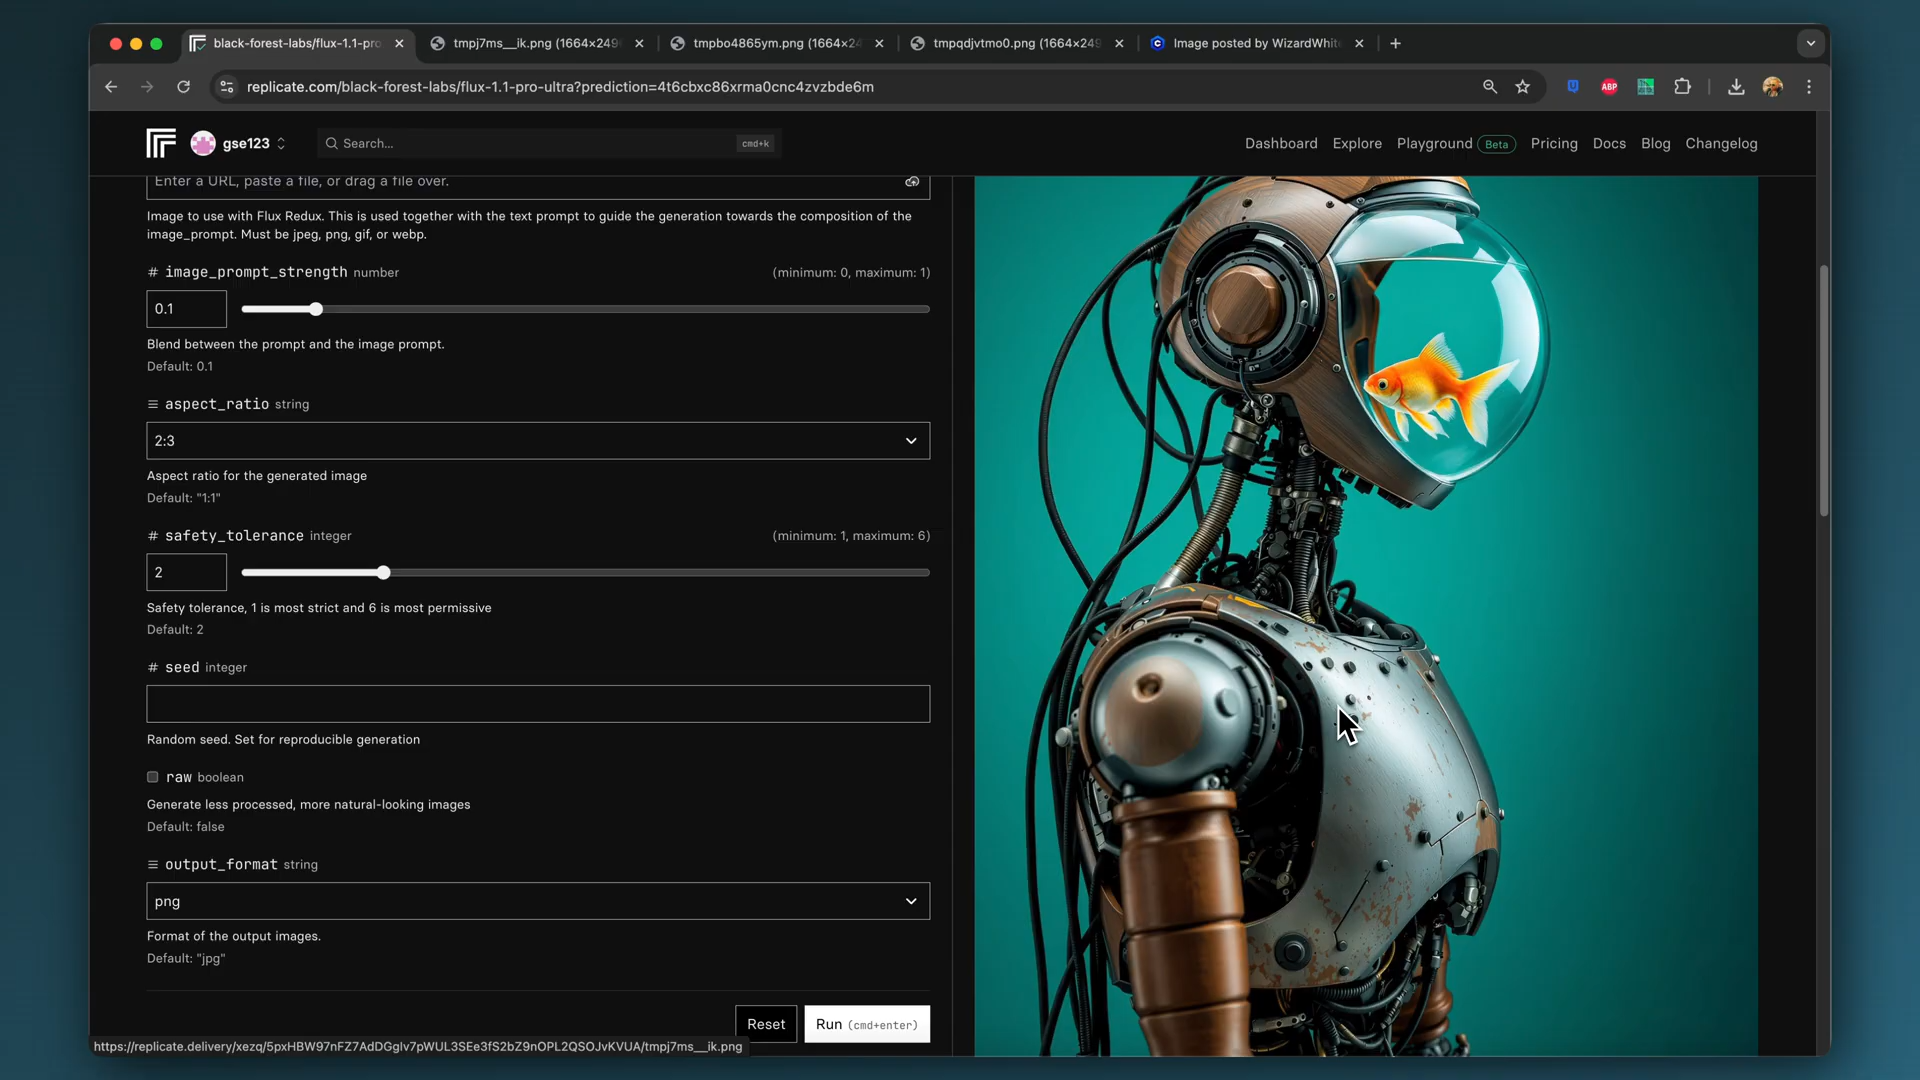 black-forest-labs/flux-1.1-pro
tmpj7ms__ik.png (1664×249
tmpbo4865ym.png (1664×24
tmpqdjvtmo0.png (1664×249
Image posted by WizardWhit
replicate.com/black-forest-labs/flux-1.1-pro-ultra?prediction=4t6cbxc86xrma0cnc4zvzbde6m
ABP
gse123
Search...
cmd+k
Dashboard
Explore
Playground Beta
Pricing
Docs
Blog
Changelog
Enter a URL, paste a file, or drag a file over.
Image to use with Flux Redux. This is used together with the text prompt to guide the generation towards the composition of the
image_prompt. Must be jpeg, png, gif, or webp.
# image_prompt_strength number (minimum: 0, maximum: 1)
0.1
Blend between the prompt and the image prompt.
Default: 0.1
aspect_ratio string
2:3
Aspect ratio for the generated image
Default: "1:1"
# safety_tolerance integer (minimum: 1, maximum: 6)
2
Safety tolerance, 1 is most strict and 6 is most permissive
Default: 2
# seed integer
Random seed. Set for reproducible generation
raw boolean
Generate less processed, more natural-looking images
Default: false
output_format string
png
Format of the output images.
Default: "jpg"
Reset
Run (cmd+enter)
https://replicate.delivery/xezq/5pxHBW97nFZ7AdDGglv7pWUL3SEe3fS2bZ9nOPL2QSOJvKVUA/tmpj7ms__ik.png